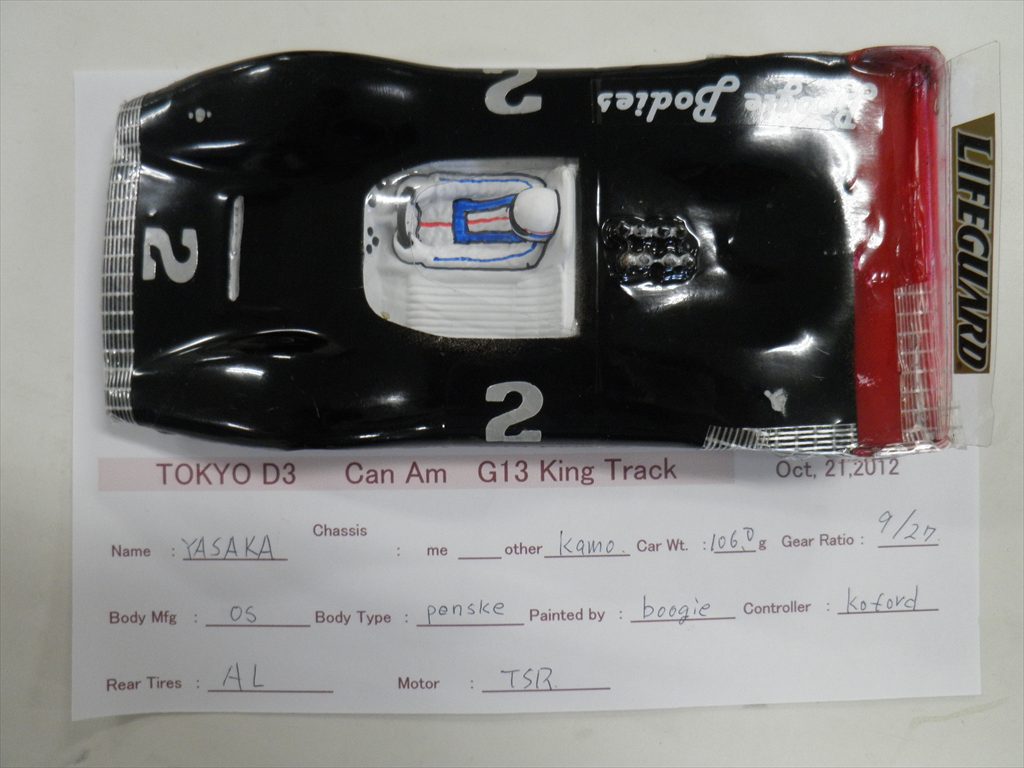 2
Boogie Bodies
2
2
LIFEGUARD
TOKYO D3 Can Am G13 King Track Oct, 21,2012
Name : YASAKA Chassis : me other Kamo Car Wt. : 106.0 g Gear Ratio : 9/27
Body Mfg : OS Body Type : penske Painted by : boogie Controller : koford
Rear Tires : AL Motor : TSR